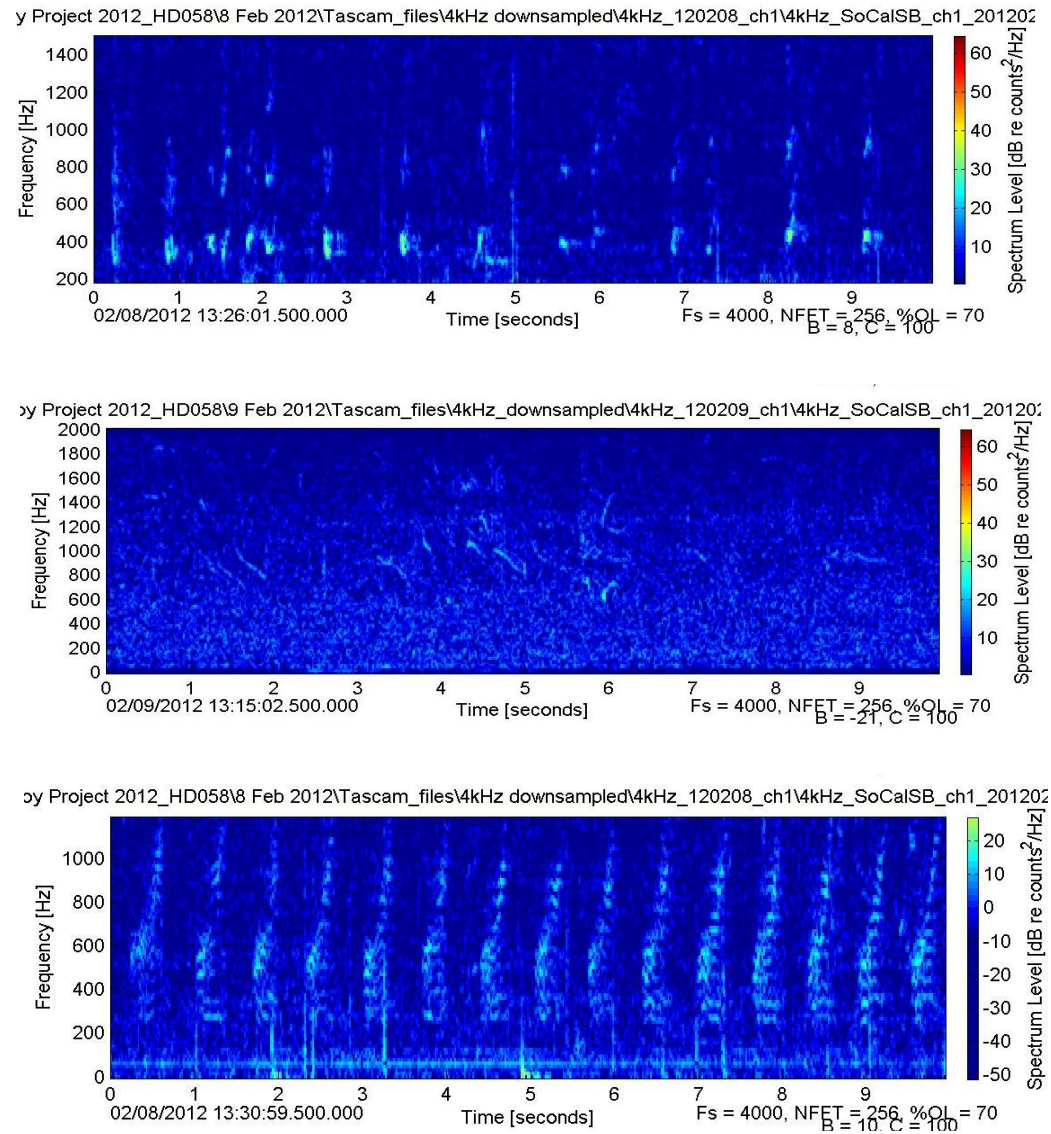 y Project 2012_HD058\8 Feb 2012\Tascam_files\4kHz downsampled\4kHz_120208_ch1\4kHz_SoCalSB_ch1_201202
Frequency [Hz]
1400
1200
1000
800
600
400
200
0 1 2 3 4 5 6 7 8 9
02/08/2012 13:26:01.500.000
Time [seconds]
Fs = 4000, NFFT = 256, %OL = 70
B = 8, C = 100
60
50
40
30
20
10
Spectrum Level [dB re counts²/Hz]
oy Project 2012_HD058\9 Feb 2012\Tascam_files\4kHz_downsampled\4kHz_120209_ch1\4kHz_SoCalSB_ch1_201202
Frequency [Hz]
2000
1800
1600
1400
1200
1000
800
600
400
200
0
0 1 2 3 4 5 6 7 8 9
02/09/2012 13:15:02.500.000
Time [seconds]
Fs = 4000, NFFT = 256, %OL = 70
B = -21, C = 100
60
50
40
30
20
10
Spectrum Level [dB re counts²/Hz]
oy Project 2012_HD058\8 Feb 2012\Tascam_files\4kHz downsampled\4kHz_120208_ch1\4kHz_SoCalSB_ch1_201202
Frequency [Hz]
1000
800
600
400
200
0
0 1 2 3 4 5 6 7 8 9
02/08/2012 13:30:59.500.000
Time [seconds]
Fs = 4000, NFFT = 256, %OL = 70
B = 10, C = 100
20
10
0
-10
-20
-30
-40
-50
Spectrum Level [dB re counts²/Hz]